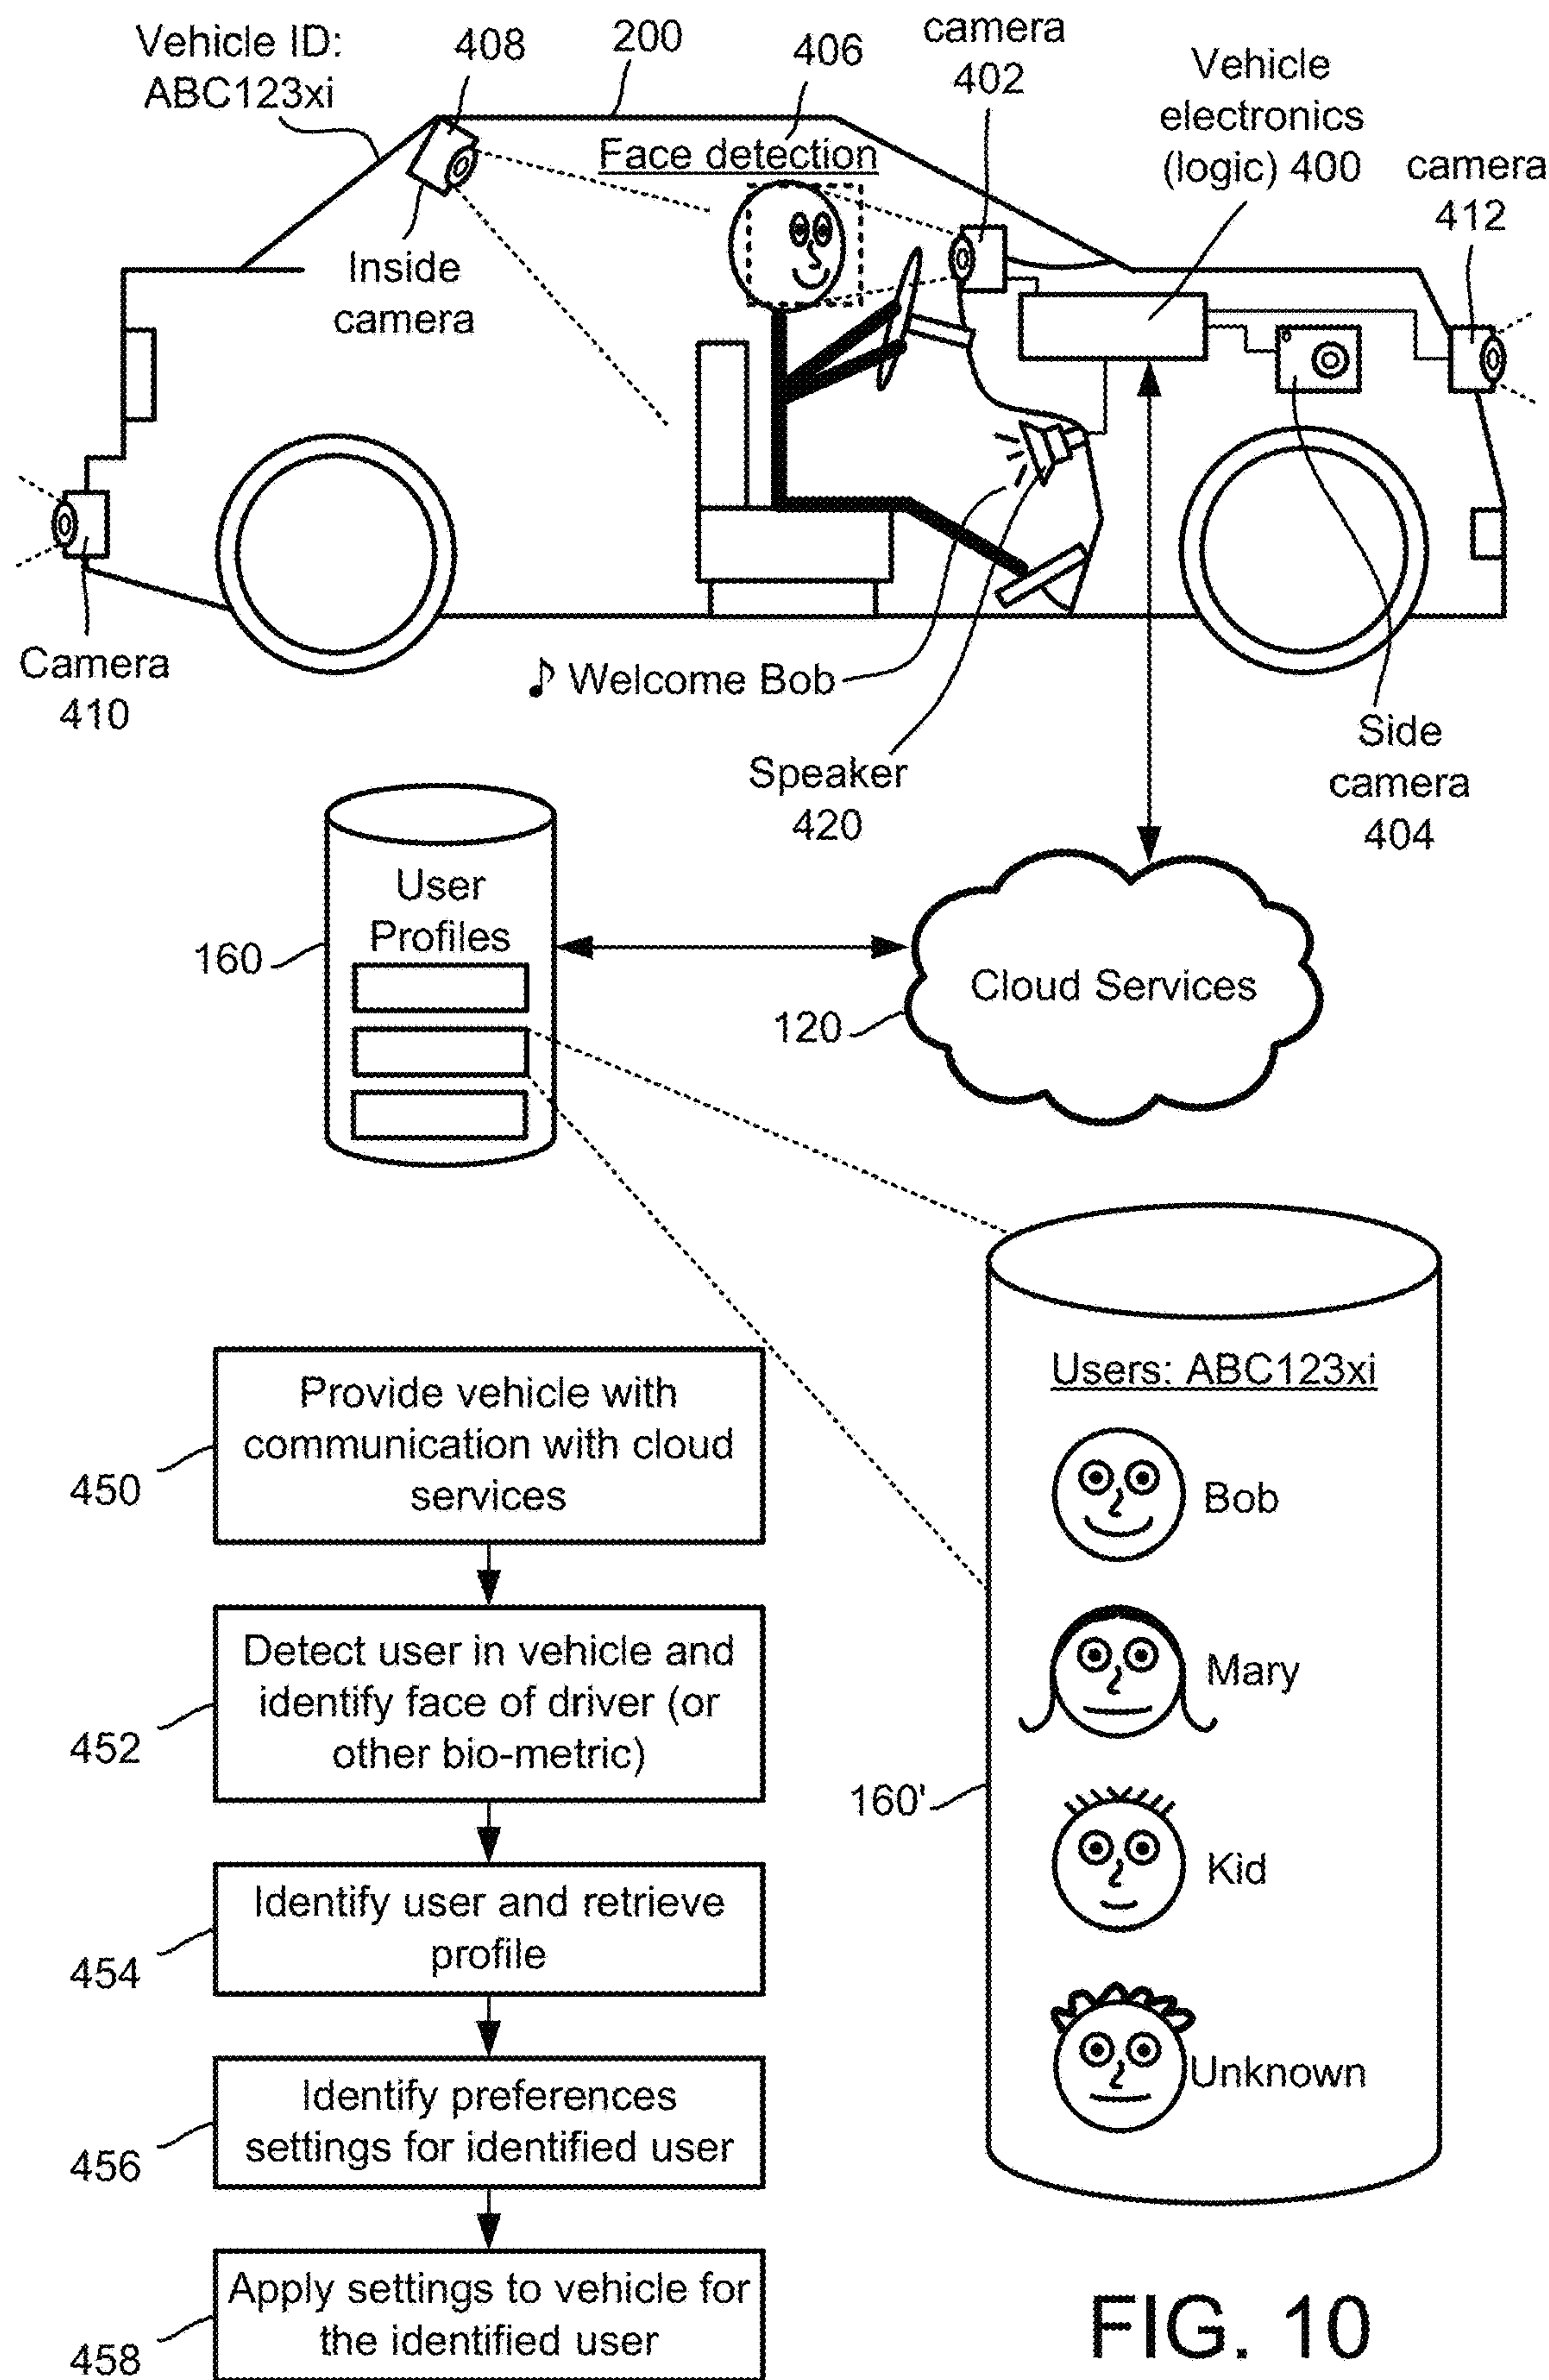 Vehicle ID:
ABC123xi
408
200
406
camera
402
Vehicle
electronics
(logic) 400
camera
412
Face detection
Inside
camera
Camera
410
♪ Welcome Bob
Speaker
420
Side
camera
404
User
Profiles
160
Cloud Services
120
Users: ABC123xi
Bob
Mary
Kid
Unknown
160'
Provide vehicle with
communication with cloud
services
450
Detect user in vehicle and
identify face of driver (or
other bio-metric)
452
Identify user and retrieve
profile
454
Identify preferences
settings for identified user
456
Apply settings to vehicle for
the identified user
458
FIG. 10